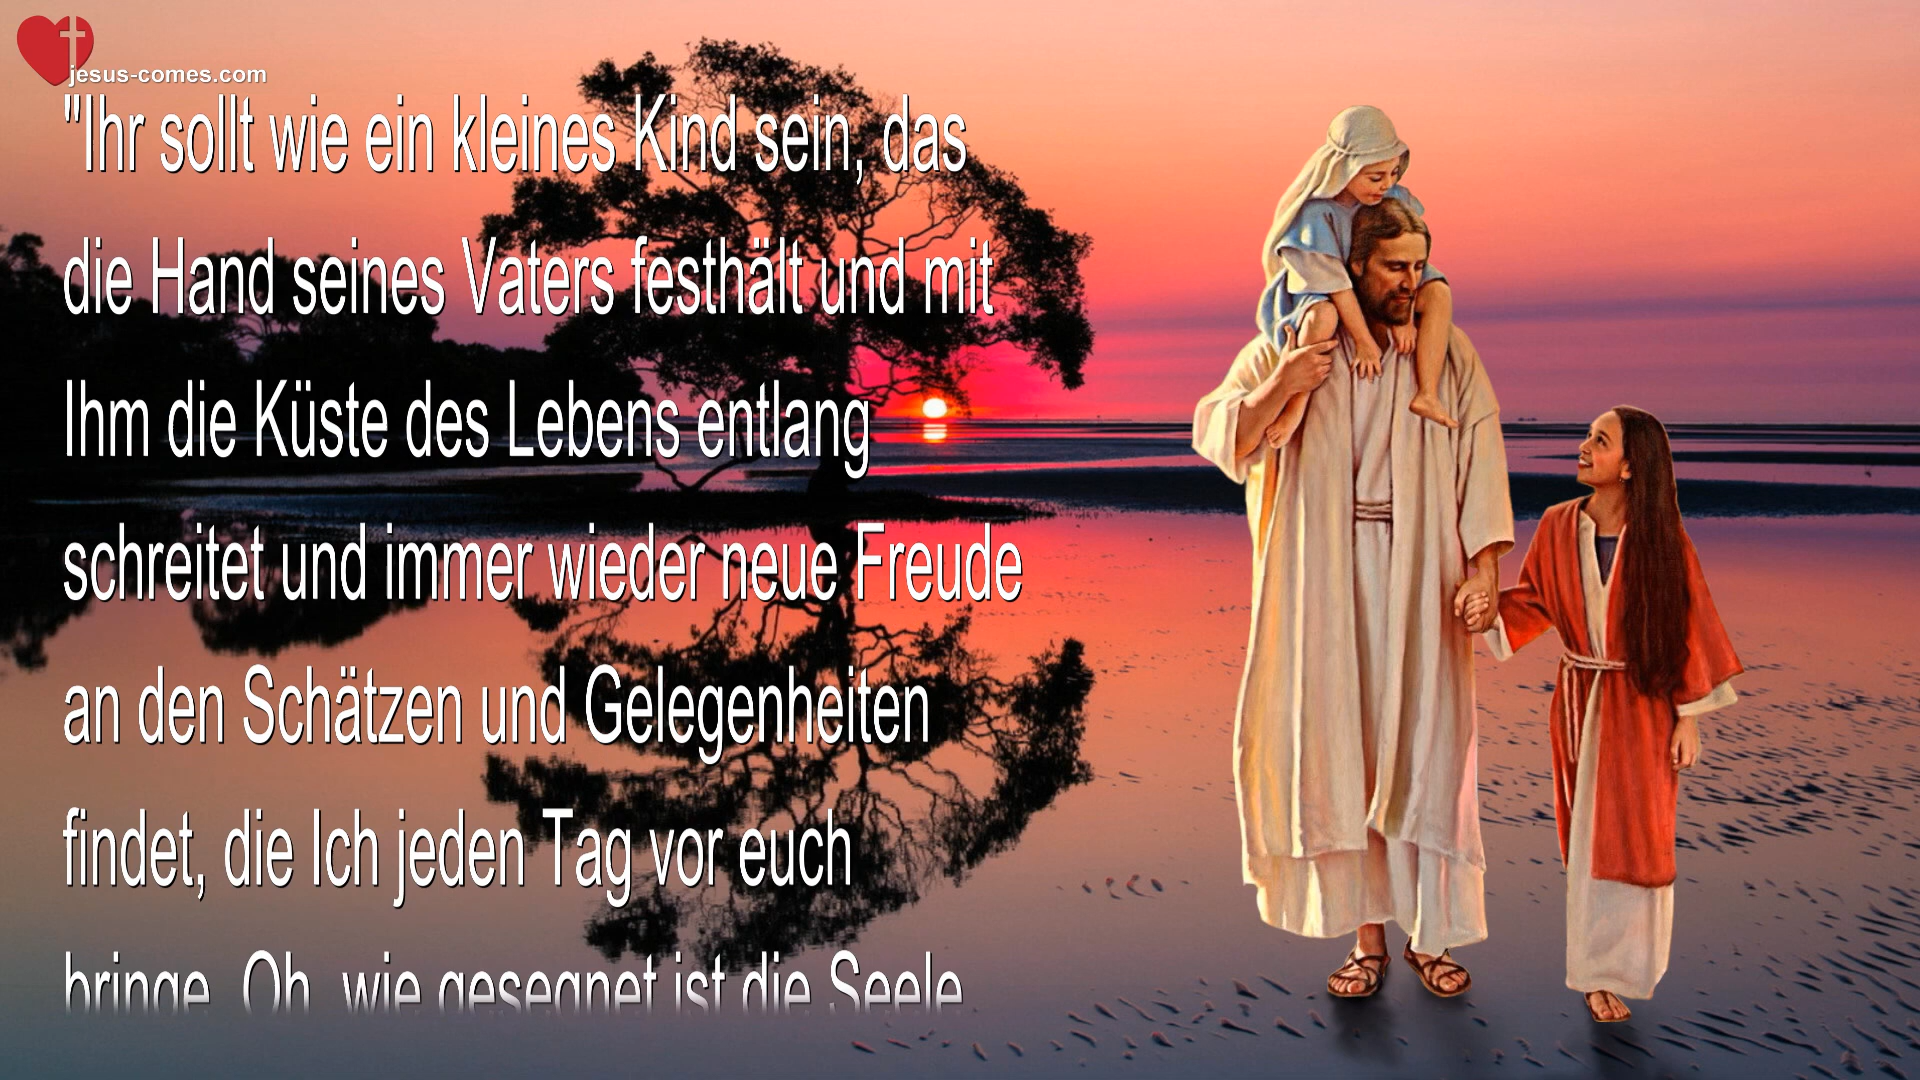 jesus-comes.com
"Ihr sollt wie ein kleines Kind sein, das
die Hand seines Vaters festhält und mit
Ihm die Küste des Lebens entlang
schreitet und immer wieder neue Freude
an den Schätzen und Gelegenheiten
findet, die Ich jeden Tag vor euch
bringe. Oh, wie gesegnet ist die Seele